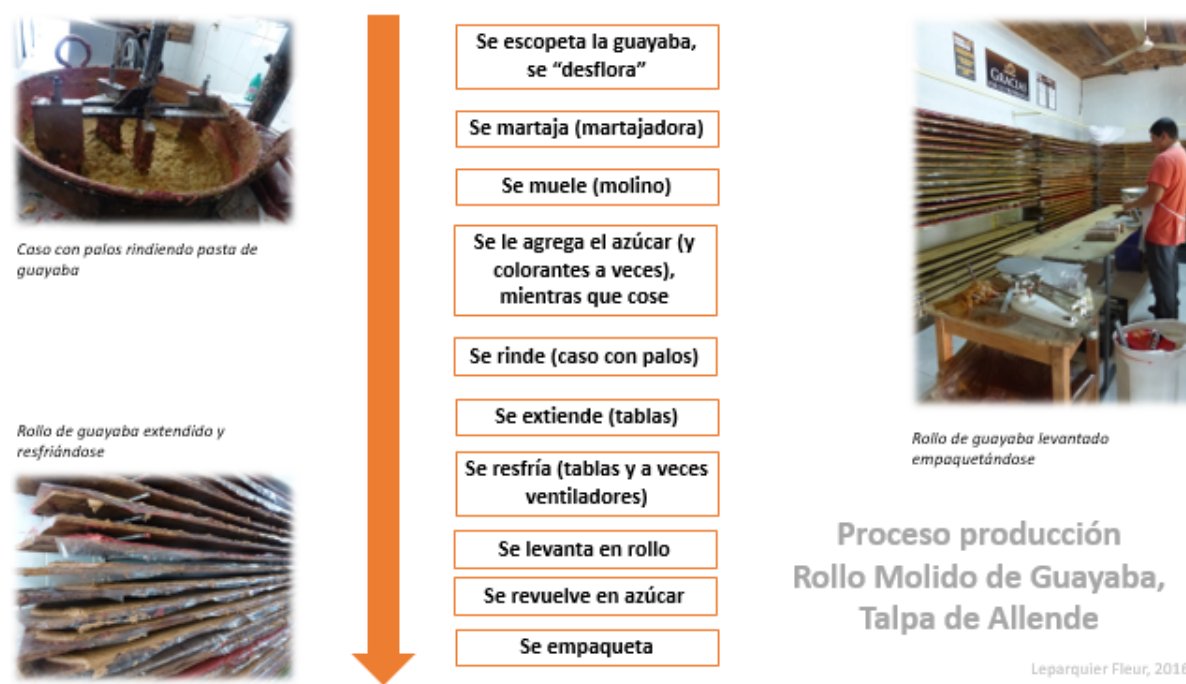 Se escopeta la guayaba,
se “desflora”
Se martaja (martajadora)
Se muele (molino)
Se le agrega el azúcar (y
colorantes a veces),
mientras que cose
Se rinde (caso con palos)
Se extiende (tablas)
Se resfría (tablas y a veces
ventiladores)
Se levanta en rollo
Se revuelve en azúcar
Se empaqueta
Caso con palos rindiendo pasta de
guayaba
Rollo de guayaba extendido y
resfriándose
GRACIAS
Rollo de guayaba levantado
empaquetándose
Proceso producción
Rollo Molido de Guayaba,
Talpa de Allende
Leparquier Fleur, 2016